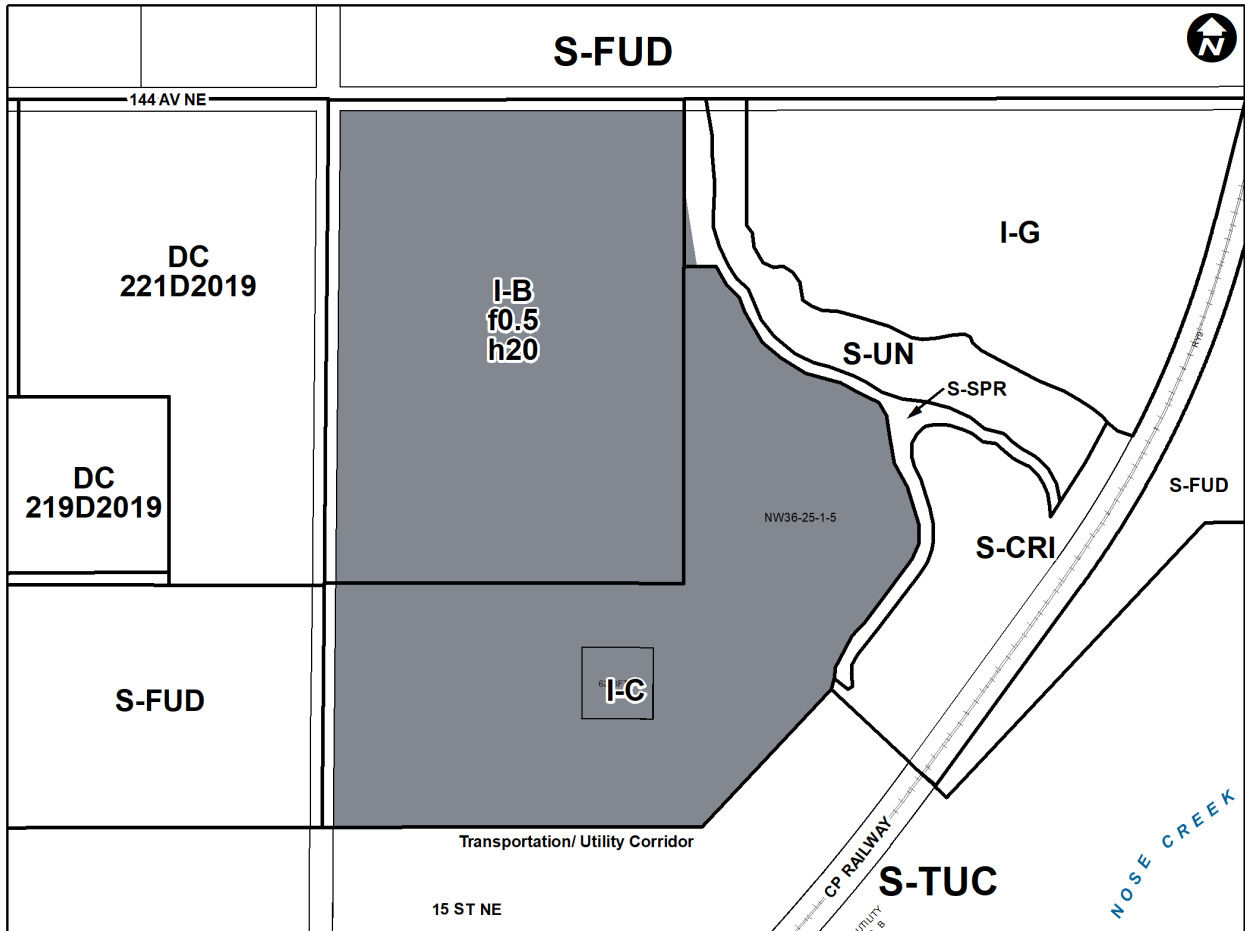 S-FUD
N
144 AV NE
DC
221D2019
I-G
I-B
f0.5
h20
S-UN
S-SPR
DC
219D2019
S-FUD
NW36-25-1-5
S-CRI
S-FUD
I-C
Transportation/ Utility Corridor
CP RAILWAY
S-TUC
NOSE CREEK
15 ST NE
UTILITY
B